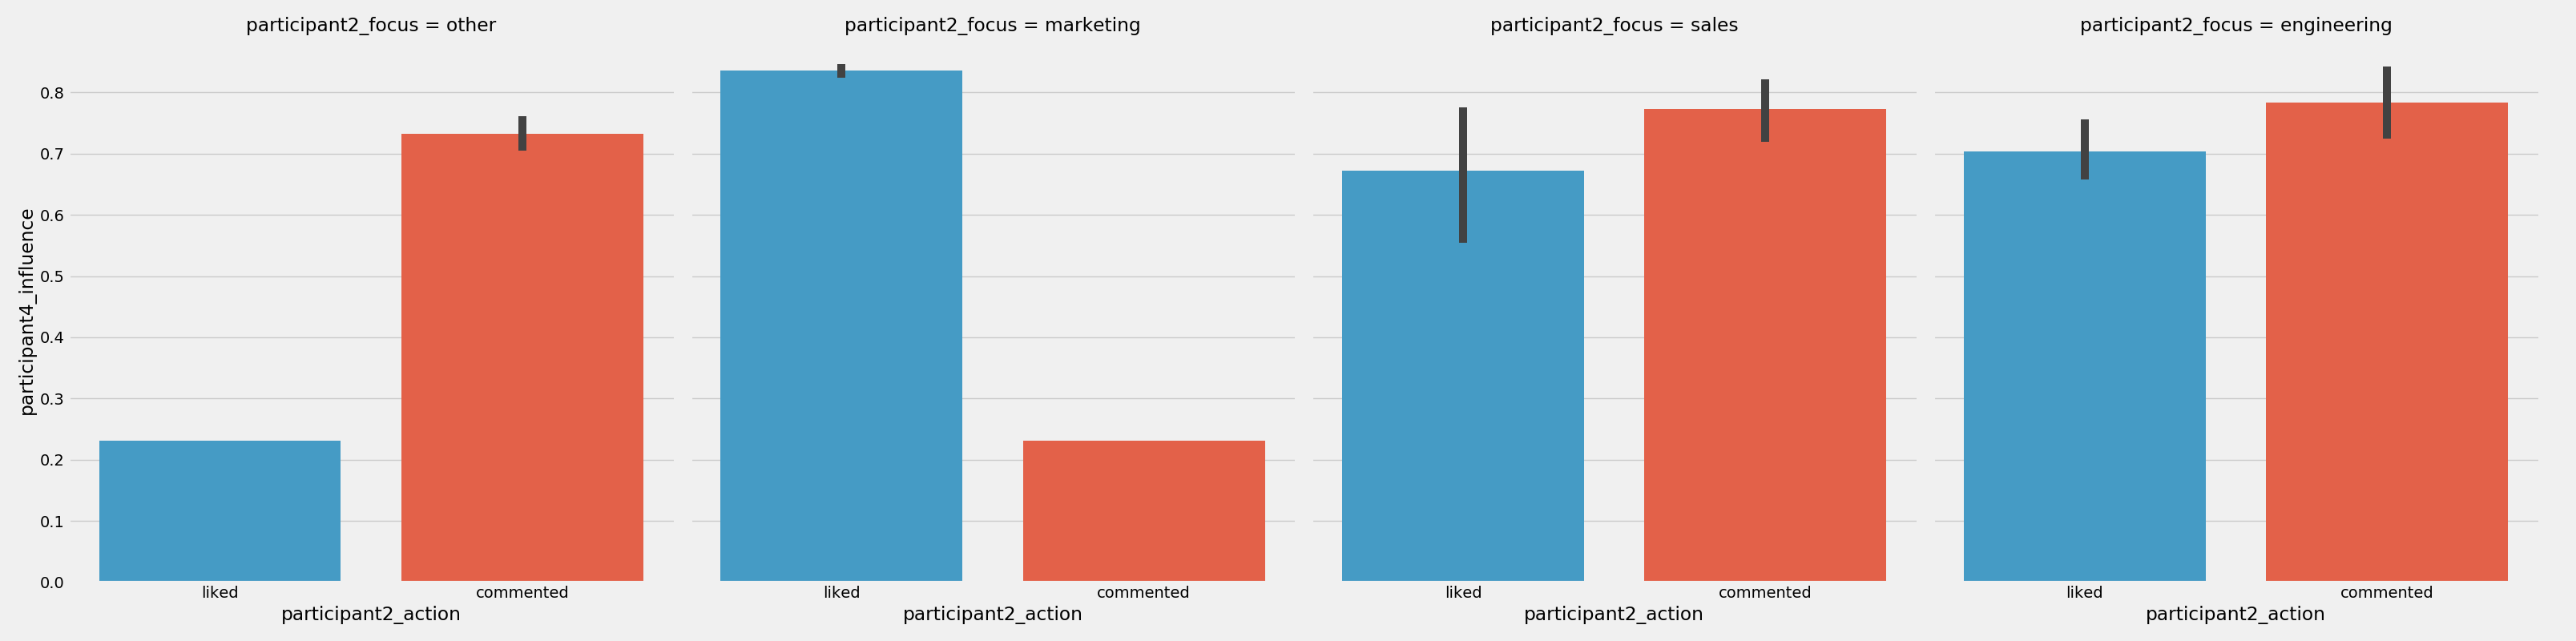 participant2_focus = other
participant2_focus = marketing
participant2_focus = sales
participant2_focus = engineering
participant4_influence
0.8
0.7
0.6
0.5
0.4
0.3
0.2
0.1
0.0
liked
commented
liked
commented
liked
commented
liked
commented
participant2_action
participant2_action
participant2_action
participant2_action